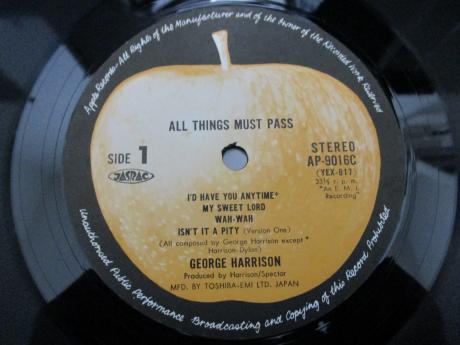 Apple Records-All Rights of the Manufacturer and of the Owner of the Recorded Work Reserved
ALL THINGS MUST PASS
SIDE 1
JASRAC
STEREO
AP-9016C
(YEX-817)
33⅓ r. p. m.
"An E. M. I.
Recording"
I'D HAVE YOU ANYTIME*
MY SWEET LORD
WAH-WAH
ISN'T IT A PITY (Version One)
(All composed by George Harrison except *
Harrison-Dylan)
GEORGE HARRISON
Produced by Harrison/Spector
MFD. BY TOSHIBA-EMI LTD. JAPAN
Unauthorised Public Performance Broadcasting and Copying of this Record Prohibited